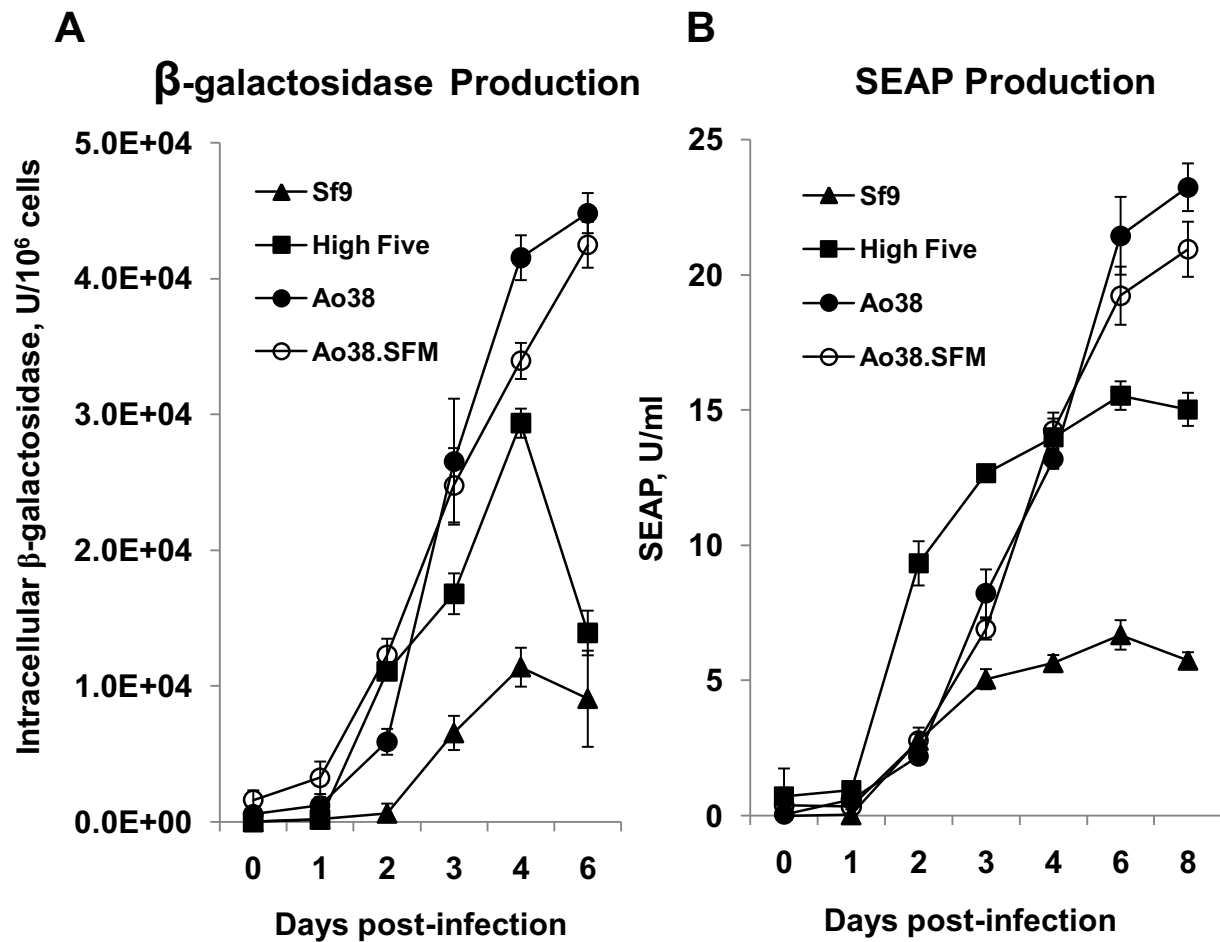 A
β-galactosidase Production
Intracellular β-galactosidase, U/10⁶ cells
5.0E+04
4.0E+04
3.0E+04
2.0E+04
1.0E+04
0.0E+00
Sf9
High Five
Ao38
Ao38.SFM
0 1 2 3 4 6
Days post-infection
B
SEAP Production
SEAP, U/ml
25
20
15
10
5
0
Sf9
High Five
Ao38
Ao38.SFM
0 1 2 3 4 6 8
Days post-infection